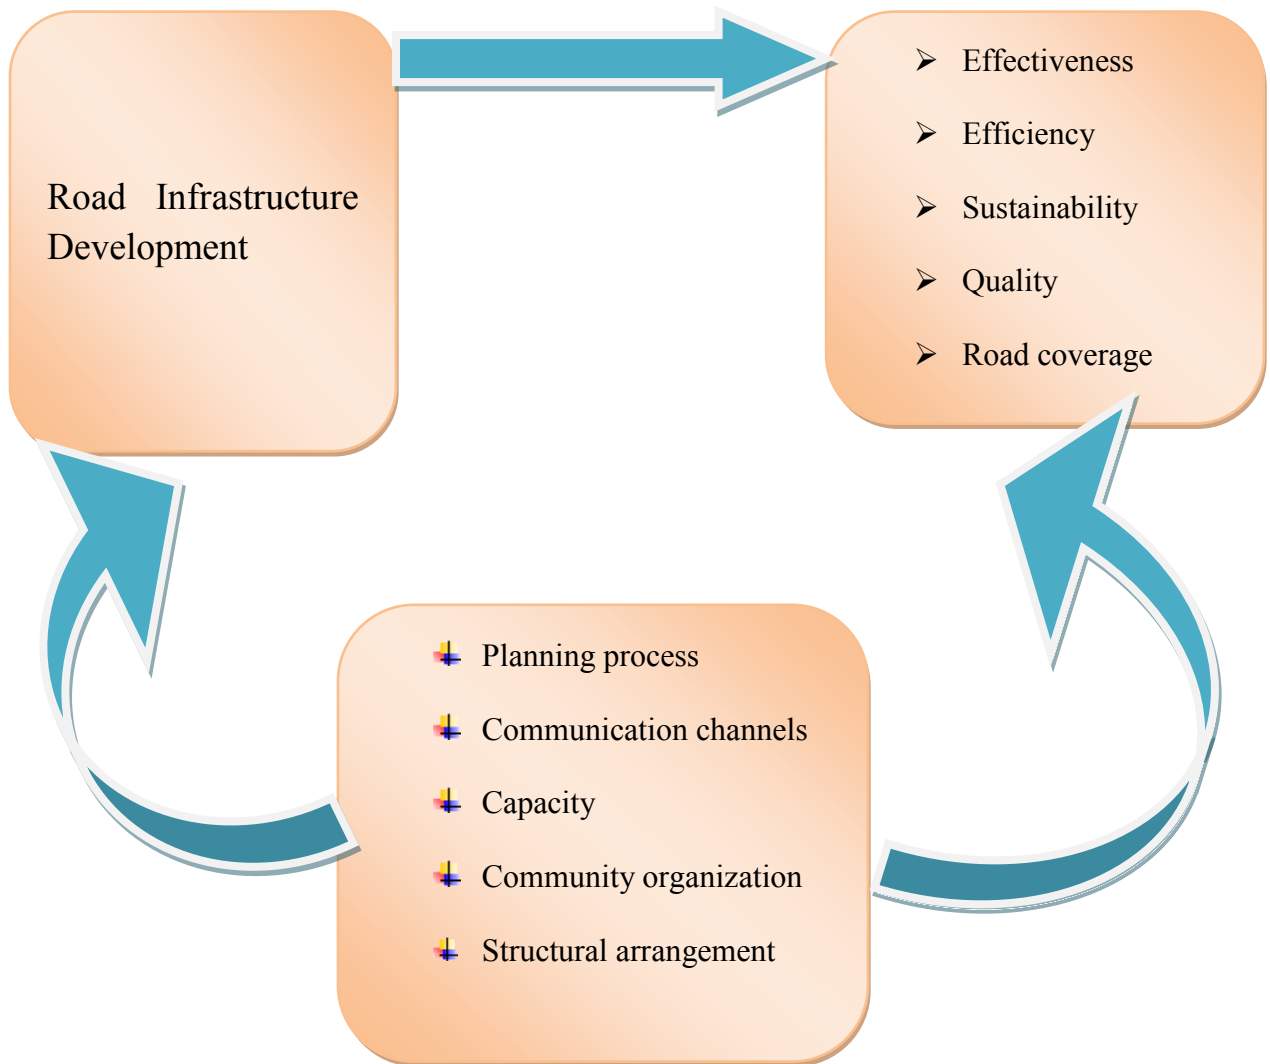 Road Infrastructure
Development
Effectiveness
Efficiency
Sustainability
Quality
Road coverage
Planning process
Communication channels
Capacity
Community organization
Structural arrangement